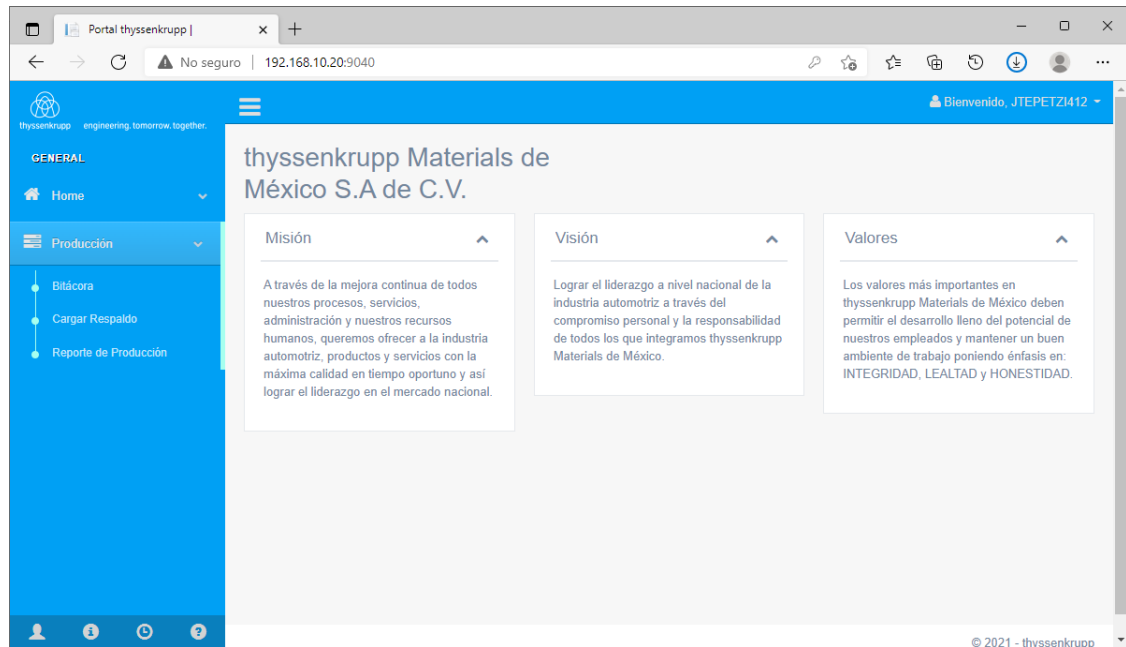 Portal thyssenkrupp |
No seguro | 192.168.10.20:9040
thyssenkrupp engineering.tomorrow.together.
Bienvenido, JTEPETZI412
GENERAL
Home
Producción
Bitácora
Cargar Respaldo
Reporte de Producción
thyssenkrupp Materials de
México S.A de C.V.
Misión
A través de la mejora continua de todos
nuestros procesos, servicios,
administración y nuestros recursos
humanos, queremos ofrecer a la industria
automotriz, productos y servicios con la
máxima calidad en tiempo oportuno y así
lograr el liderazgo en el mercado nacional.
Visión
Lograr el liderazgo a nivel nacional de la
industria automotriz a través del
compromiso personal y la responsabilidad
de todos los que integramos thyssenkrupp
Materials de México.
Valores
Los valores más importantes en
thyssenkrupp Materials de México deben
permitir el desarrollo lleno del potencial de
nuestros empleados y mantener un buen
ambiente de trabajo poniendo énfasis en:
INTEGRIDAD, LEALTAD y HONESTIDAD.
© 2021 - thyssenkrupp